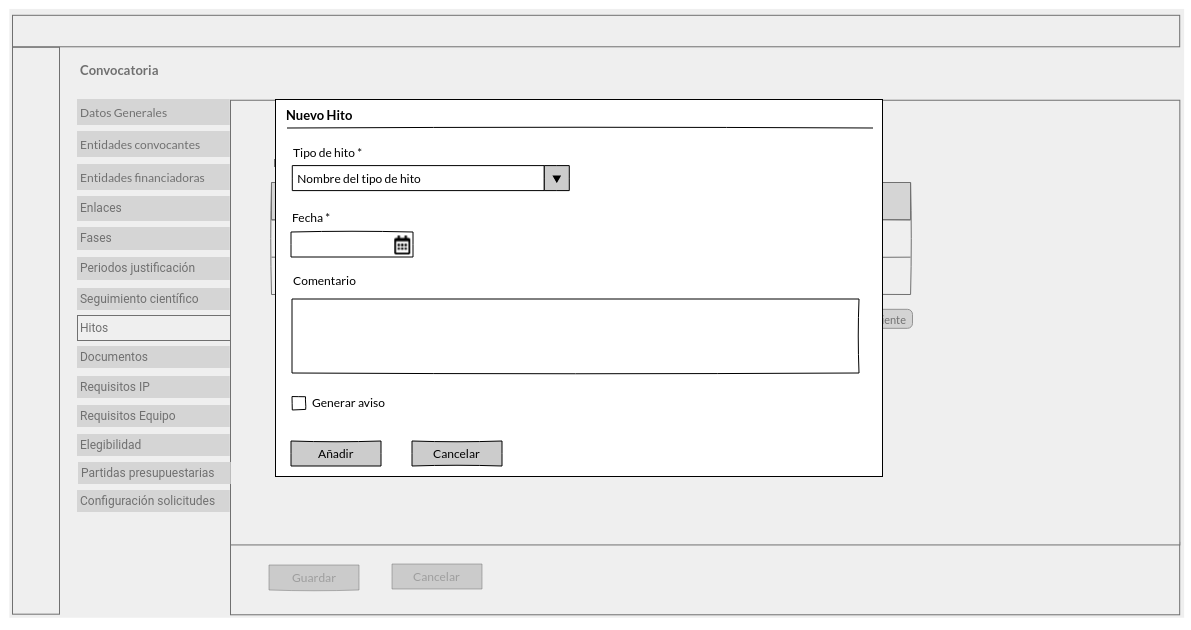 Convocatoria
Datos Generales
Entidades convocantes
Entidades financiadoras
Enlaces
Fases
Periodos justificación
Seguimiento científico
Hitos
Documentos
Requisitos IP
Requisitos Equipo
Elegibilidad
Partidas presupuestarias
Configuración solicitudes
Nuevo Hito
Tipo de hito *
Nombre del tipo de hito
Fecha *
Comentario
Generar aviso
Añadir Cancelar
Guardar Cancelar